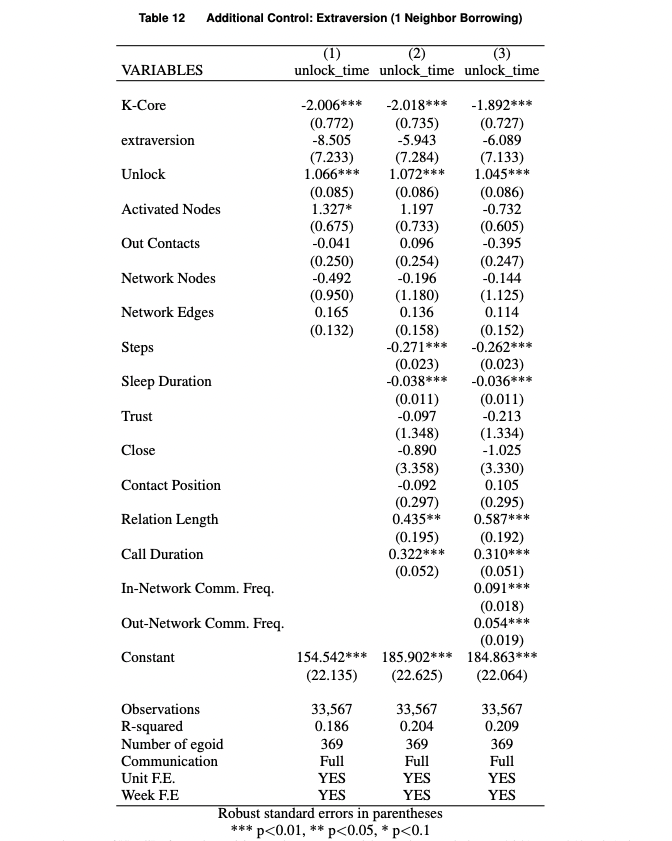 Table 12 Additional Control: Extraversion (1 Neighbor Borrowing)
(1) (2) (3)
VARIABLES unlock_time unlock_time unlock_time
K-Core -2.006*** -2.018*** -1.892***
(0.772) (0.735) (0.727)
extraversion -8.505 -5.943 -6.089
(7.233) (7.284) (7.133)
Unlock 1.066*** 1.072*** 1.045***
(0.085) (0.086) (0.086)
Activated Nodes 1.327* 1.197 -0.732
(0.675) (0.733) (0.605)
Out Contacts -0.041 0.096 -0.395
(0.250) (0.254) (0.247)
Network Nodes -0.492 -0.196 -0.144
(0.950) (1.180) (1.125)
Network Edges 0.165 0.136 0.114
(0.132) (0.158) (0.152)
Steps -0.271*** -0.262***
(0.023) (0.023)
Sleep Duration -0.038*** -0.036***
(0.011) (0.011)
Trust -0.097 -0.213
(1.348) (1.334)
Close -0.890 -1.025
(3.358) (3.330)
Contact Position -0.092 0.105
(0.297) (0.295)
Relation Length 0.435** 0.587***
(0.195) (0.192)
Call Duration 0.322*** 0.310***
(0.052) (0.051)
In-Network Comm. Freq. 0.091***
(0.018)
Out-Network Comm. Freq. 0.054***
(0.019)
Constant 154.542*** 185.902*** 184.863***
(22.135) (22.625) (22.064)
Observations 33,567 33,567 33,567
R-squared 0.186 0.204 0.209
Number of egoid 369 369 369
Communication Full Full Full
Unit F.E. YES YES YES
Week F.E YES YES YES
Robust standard errors in parentheses
*** p<0.01, ** p<0.05, * p<0.1